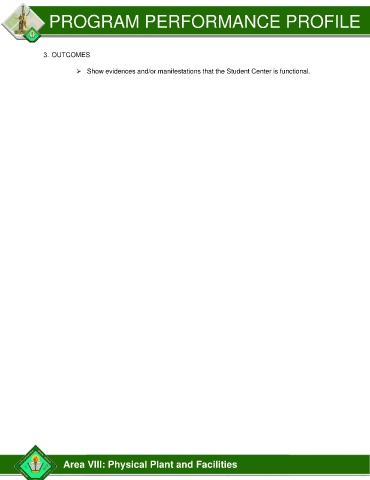 PROGRAM PERFORMANCE PROFILE
3. OUTCOMES
➢ Show evidences and/or manifestations that the Student Center is functional.
Area VIII: Physical Plant and Facilities